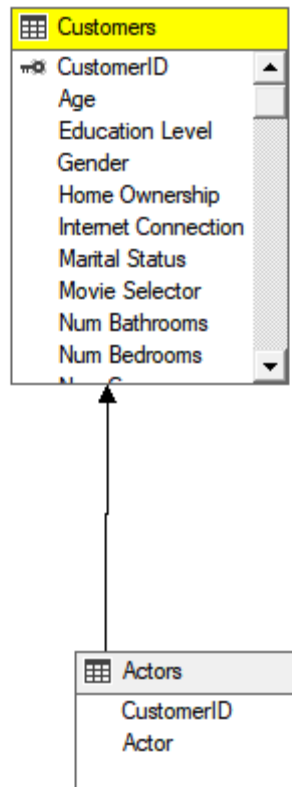 Customers
CustomerID
Age
Education Level
Gender
Home Ownership
Internet Connection
Marital Status
Movie Selector
Num Bathrooms
Num Bedrooms
Actors
CustomerID
Actor